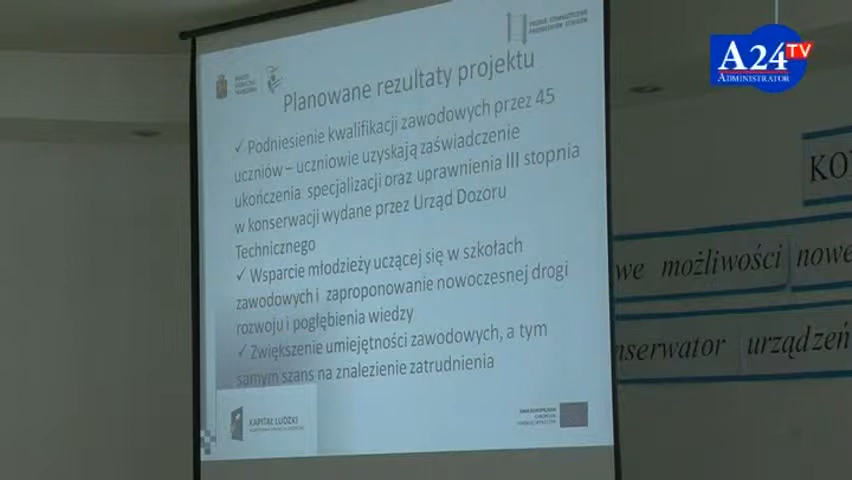 A24 TV
ADMINISTRATOR
Planowane rezultaty projektu
✓ Podniesienie kwalifikacji zawodowych przez 45
uczniów – uczniowie uzyskają zaświadczenie
ukończenia specjalizacji oraz uprawnienia III stopnia
w konserwacji wydane przez Urząd Dozoru
Technicznego
✓ Wsparcie młodzieży uczącej się w szkołach
zawodowych i zaproponowanie nowoczesnej drogi
rozwoju i pogłębienia wiedzy
✓ Zwiększenie umiejętności zawodowych, a tym
samym szans na znalezienie zatrudnienia
KAPITAŁ LUDZKI
KO
we możliwości nowe
nserwator urządzeń